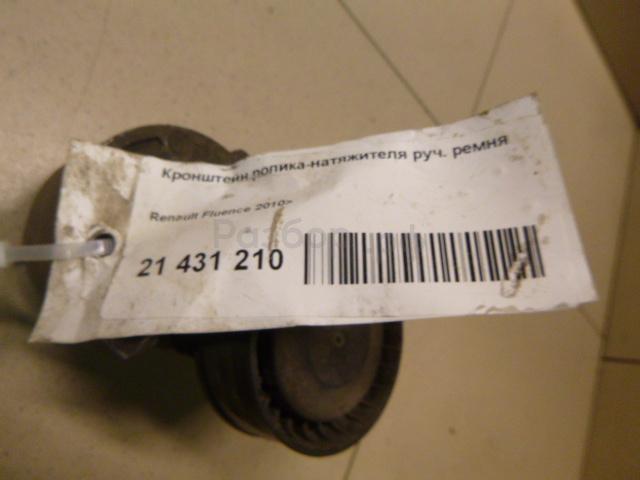 Кронштейн ролика-натяжителя руч. ремня
Renault Fluence 2010>
21 431 210